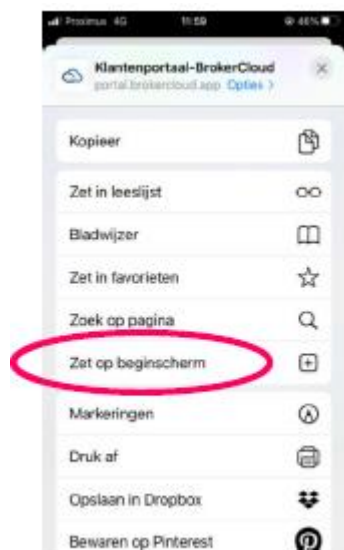 Proximus 4G 11:59 46%
Klantenportaal-BrokerCloud
portal.brokercloud.app Opties >
Kopieer
Zet in leeslijst
Bladwijzer
Zet in favorieten
Zoek op pagina
Zet op beginscherm
Markeringen
Druk af
Opslaan in Dropbox
Bewaren op Pinterest